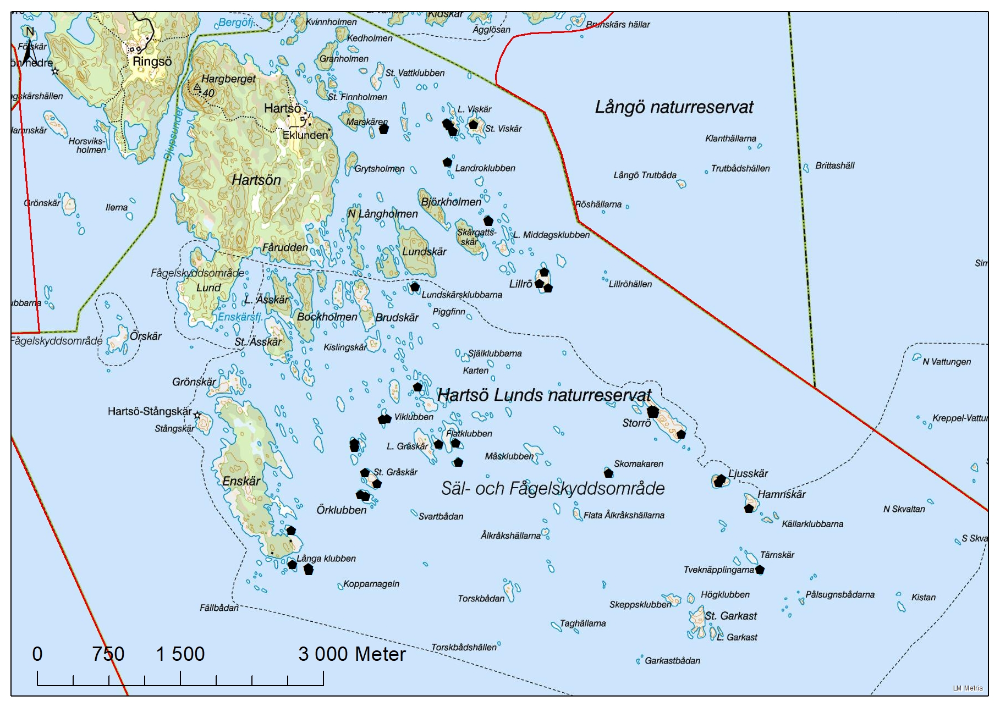 Bergöfj.
Kvinnholmen
Kidskär
Ägglösan
Brunskärs hällar
N
Kedholmen
Granholmen
Ringsö
St. Vattklubben
Hargberget
40
St. Finnholmen
Långö naturreservat
Hartsö
L. Viskär
Marskären
St. Viskär
Eklunden
Horsviks-
holmen
Djupsundet
Klanthällarna
Brittashäll
Grytsholmen
Landroklubben
Långö Trutbåda
Trutbådshällen
Hartsön
15
Grönskär
Ilerna
Björkholmen
Röshällarna
N Långholmen
Skärgatts-
skär
L. Middagsklubben
Fårudden
Lundskär
Sim
Fågelskyddsområde
Lund
Lillrö
Lillröhällen
L. Ässkär
Lundskärsklubbarna
Piggfinn
Enskärsfj.
Bockholmen
Brudskär
Örskär
Fågelskyddsområde
St. Ässkär
Kislingskär
Själklubbarna
Karten
N Vattungen
Grönskär
Hartsö Lunds naturreservat
Hartsö-Stångskär
Stångskär
Viklubben
Storrö
5
Kreppel-Vattun
Flatklubben
L. Gråskär
Måsklubben
Skomakaren
St. Gråskär
Ljusskär
Enskär
Säl- och Fågelskyddsområde
Hamnskär
Örklubben
Svartbådan
Flata Ålkråkshällarna
N Skvaltan
Källarklubbarna
Ålkråkshällarna
S Skva
Långa klubben
Tärnskär
Tveknäpplingarna
Kopparnageln
Torskbådan
Högklubben
Pålsugnsbådarna
Kistan
Skeppsklubben
Fällbådan
St. Garkast
Taghällarna
L. Garkast
Torskbådshällen
Garkastbådan
0 750 1 500 3 000 Meter
LM Metria